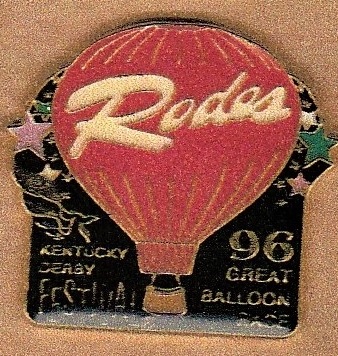 Rodes
KENTUCKY
DERBY
FESTIVAL
96
GREAT
BALLOON
RACE